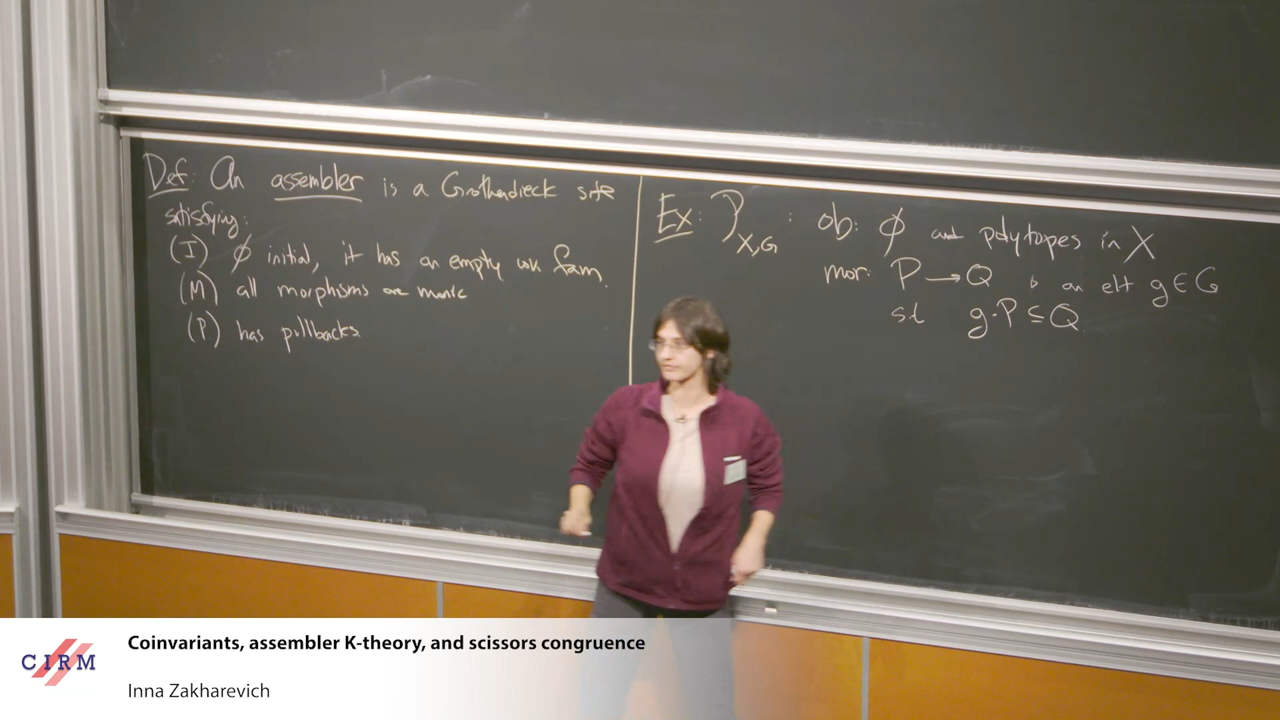 Def: An assembler is a Grothendieck site
satisfying:
(I) ∅ initial, it has an empty cov fam.
(M) all morphisms are monic
(P) has pullbacks.
Ex: P_{X,G} : ob: ∅ and polytopes in X
mor: P → Q is an elt g ∈ G
st g·P ⊆ Q
CIRM
Coinvariants, assembler K-theory, and scissors congruence
Inna Zakharevich